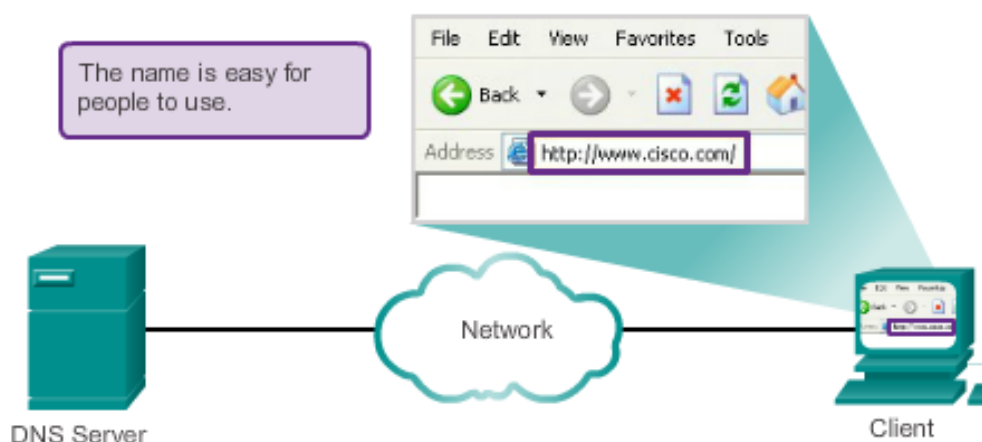 The name is easy for
people to use.
File Edit View Favorites Tools
Back
Address http://www.cisco.com/
Network
DNS Server
Client